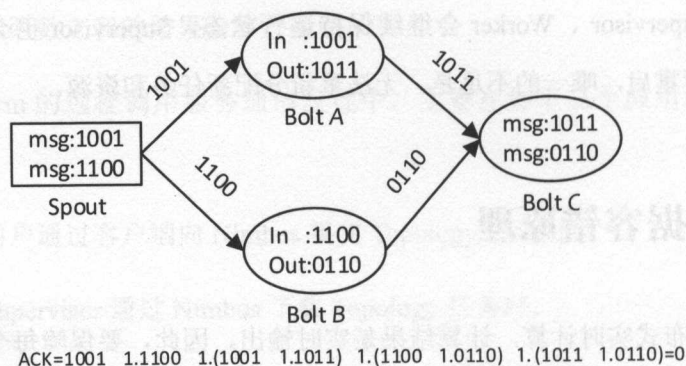 In :1001
Out:1011
Bolt A
1001
1011
msg:1001
msg:1100
Spout
msg:1011
msg:0110
Bolt C
1100
0110
In :1100
Out:0110
Bolt B
ACK=1001 1.1100 1.(1001 1.1011) 1.(1100 1.0110) 1.(1011 1.0110)=0